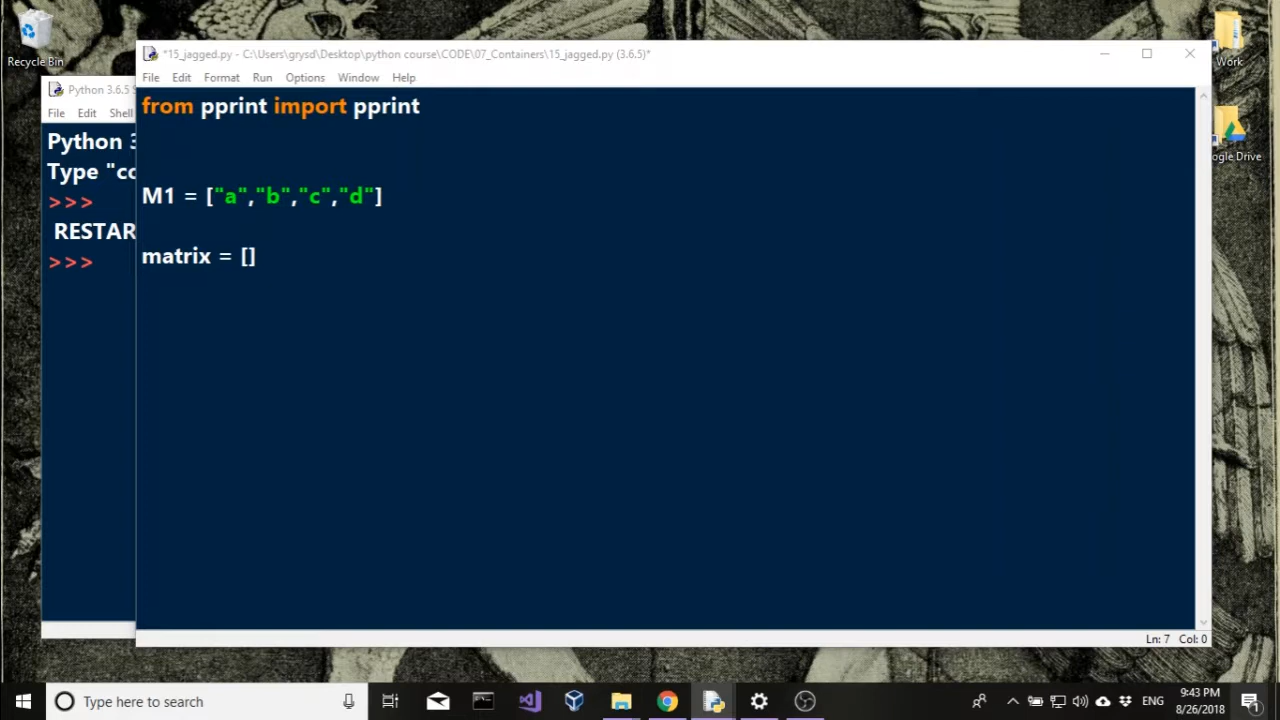 Recycle Bin
Work
ogle Drive
*15_jagged.py - C:\Users\grysd\Desktop\python course\CODE\07_Containers\15_jagged.py (3.6.5)*
File Edit Format Run Options Window Help
Python 3.6.5 S
File Edit Shell
Python 3
Type "co
>>>
RESTAR
>>>
from pprint import pprint
M1 = ["a","b","c","d"]
matrix = []
Ln: 7 Col: 0
Type here to search
ENG
9:43 PM
8/26/2018
1